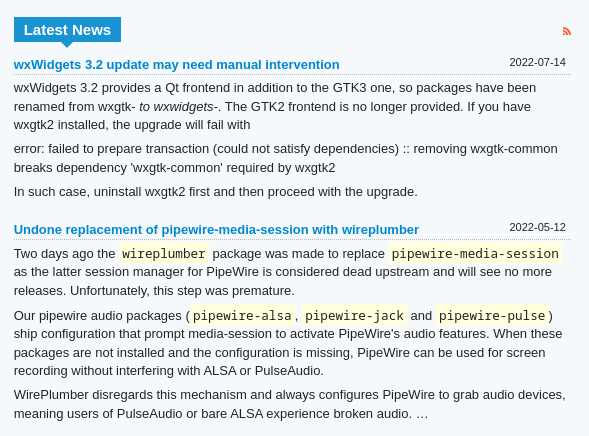 Latest News
wxWidgets 3.2 update may need manual intervention 2022-07-14
wxWidgets 3.2 provides a Qt frontend in addition to the GTK3 one, so packages have been
renamed from wxgtk- to wxwidgets-. The GTK2 frontend is no longer provided. If you have
wxgtk2 installed, the upgrade will fail with
error: failed to prepare transaction (could not satisfy dependencies) :: removing wxgtk-common
breaks dependency 'wxgtk-common' required by wxgtk2
In such case, uninstall wxgtk2 first and then proceed with the upgrade.
Undone replacement of pipewire-media-session with wireplumber 2022-05-12
Two days ago the wireplumber package was made to replace pipewire-media-session
as the latter session manager for PipeWire is considered dead upstream and will see no more
releases. Unfortunately, this step was premature.
Our pipewire audio packages (pipewire-alsa, pipewire-jack and pipewire-pulse)
ship configuration that prompt media-session to activate PipeWire's audio features. When these
packages are not installed and the configuration is missing, PipeWire can be used for screen
recording without interfering with ALSA or PulseAudio.
WirePlumber disregards this mechanism and always configures PipeWire to grab audio devices,
meaning users of PulseAudio or bare ALSA experience broken audio. …